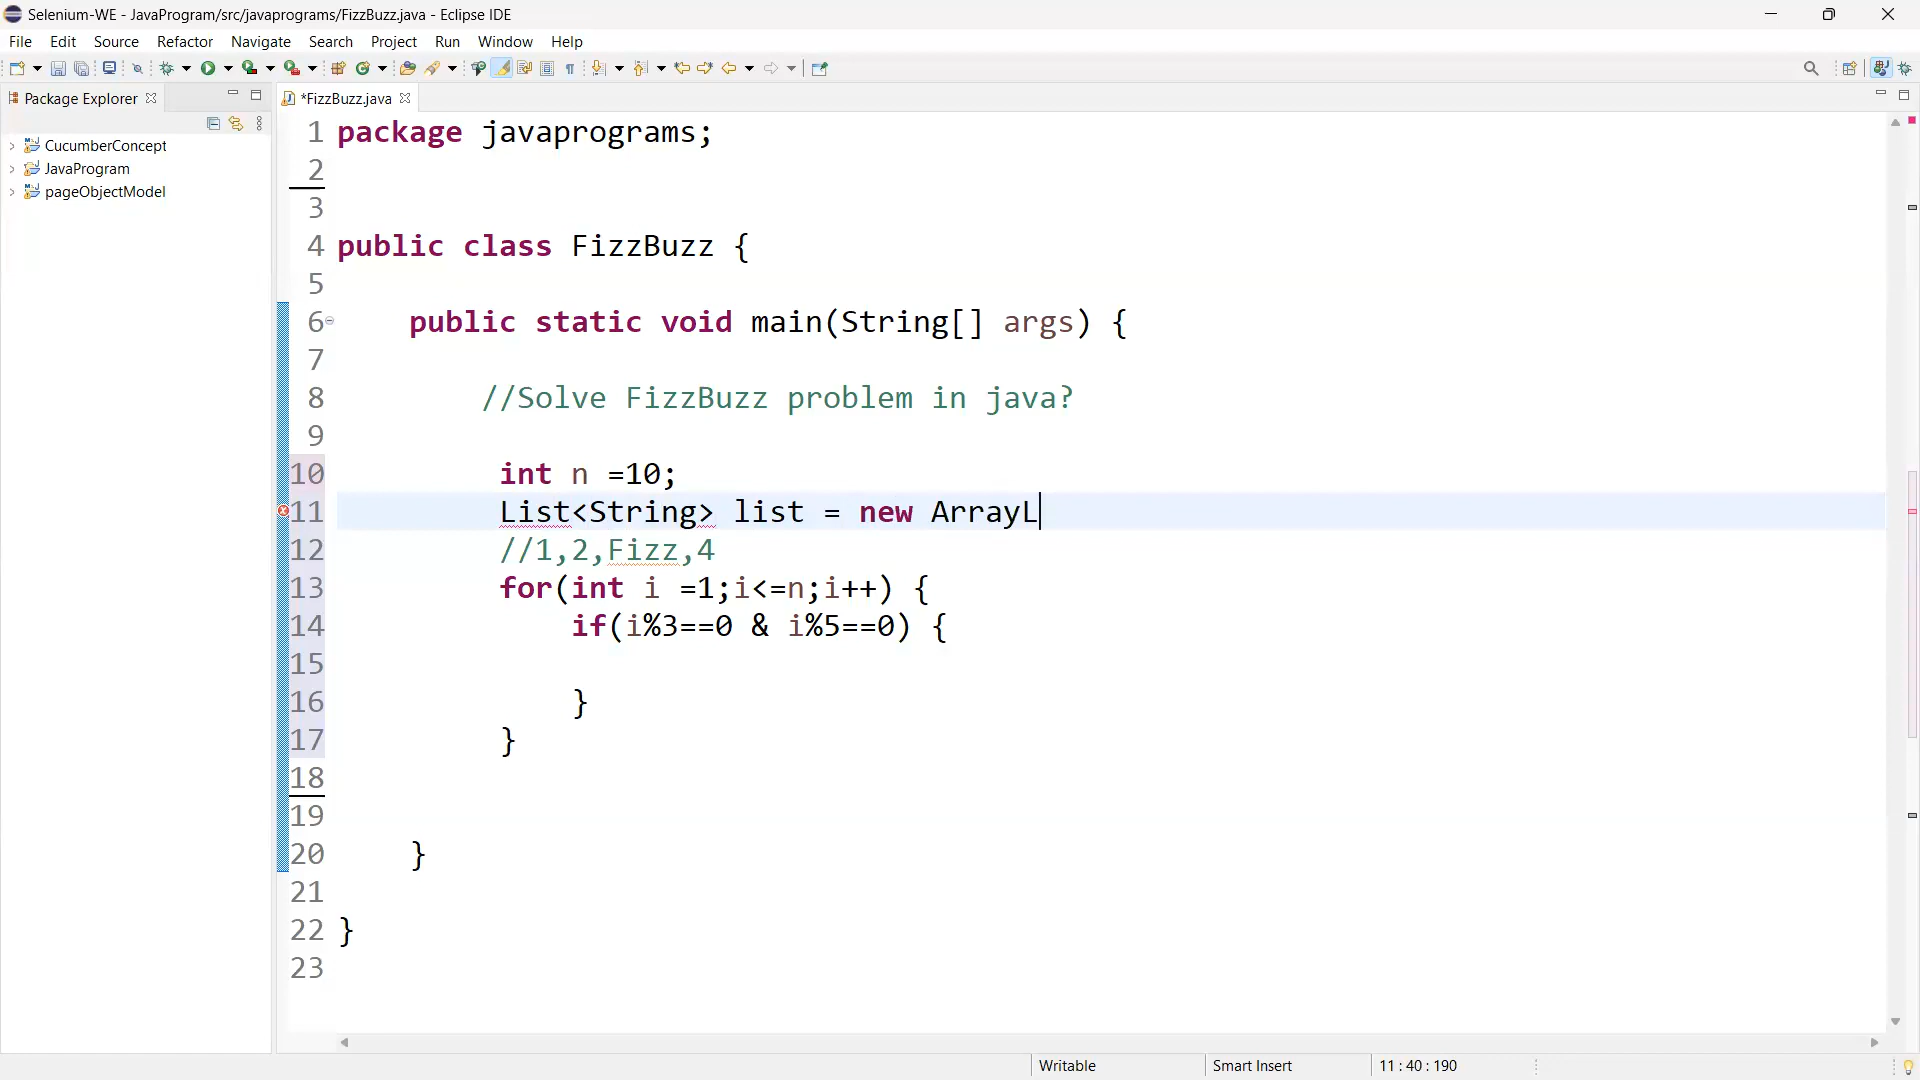 Selenium-WE - JavaProgram/src/javaprograms/FizzBuzz.java - Eclipse IDE
File Edit Source Refactor Navigate Search Project Run Window Help
Package Explorer
*FizzBuzz.java
CucumberConcept
JavaProgram
pageObjectModel
1 package javaprograms;
2
3
4 public class FizzBuzz {
5
6 public static void main(String[] args) {
7
8 //Solve FizzBuzz problem in java?
9
10 int n =10;
11 List<String> list = new ArrayL
12 //1,2,Fizz,4
13 for(int i =1;i<=n;i++) {
14 if(i%3==0 & i%5==0) {
15
16 }
17 }
18
19
20 }
21
22 }
23
Writable Smart Insert 11 : 40 : 190